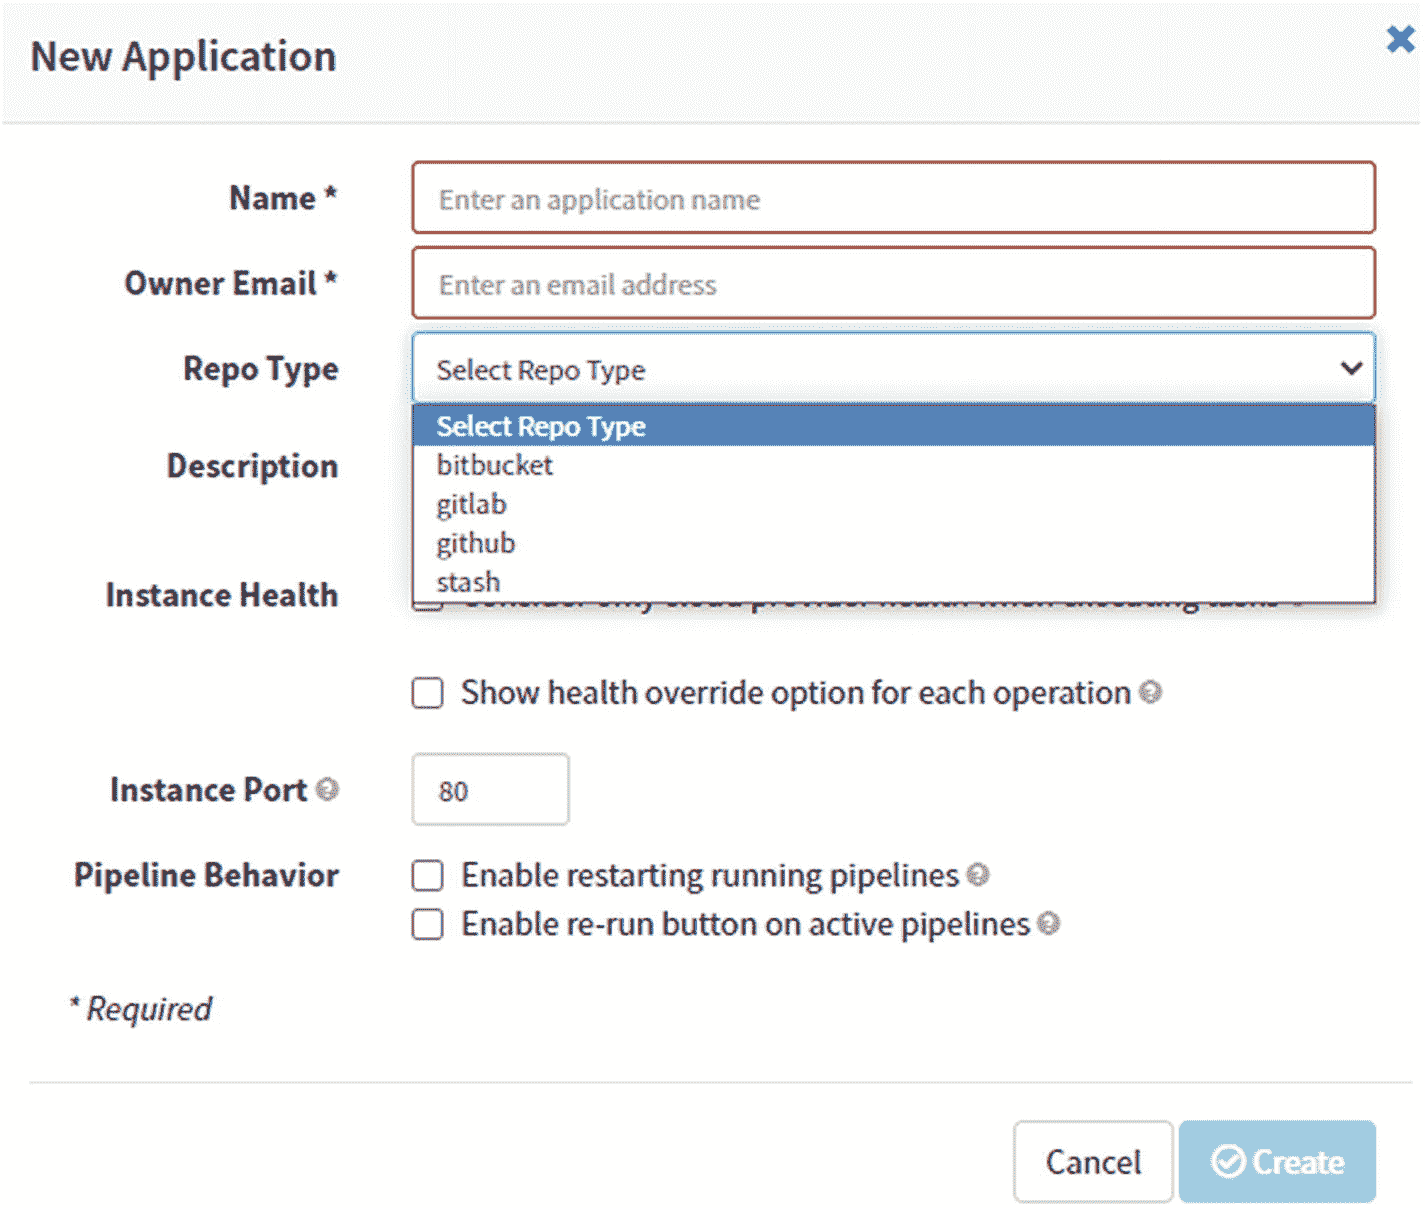 New Application
Name *
Enter an application name
Owner Email *
Enter an email address
Repo Type
Select Repo Type
Select Repo Type
bitbucket
gitlab
github
stash
Description
Instance Health
Show health override option for each operation
Instance Port
80
Pipeline Behavior
Enable restarting running pipelines
Enable re-run button on active pipelines
* Required
Cancel
Create